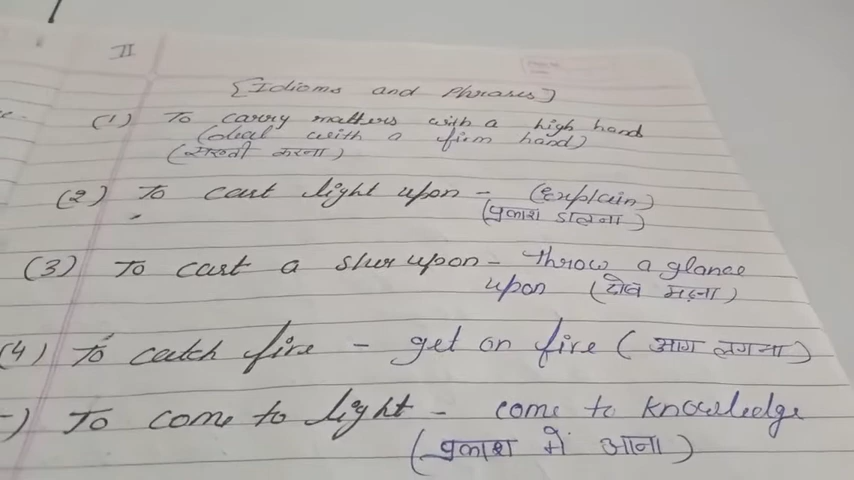 II
[Idioms and Phrases]
(1) To carry matters with a high hand
(deal with a firm hand)
(सख्ती करना)
(2) To cast light upon - (explain)
(प्रकाश डालना)
(3) To cast a slur upon - throw a glance
upon (दोष मढ़ना)
(4) To catch fire - get on fire (आग लगना)
-) To come to light - come to knowledge
(प्रकाश में आना)